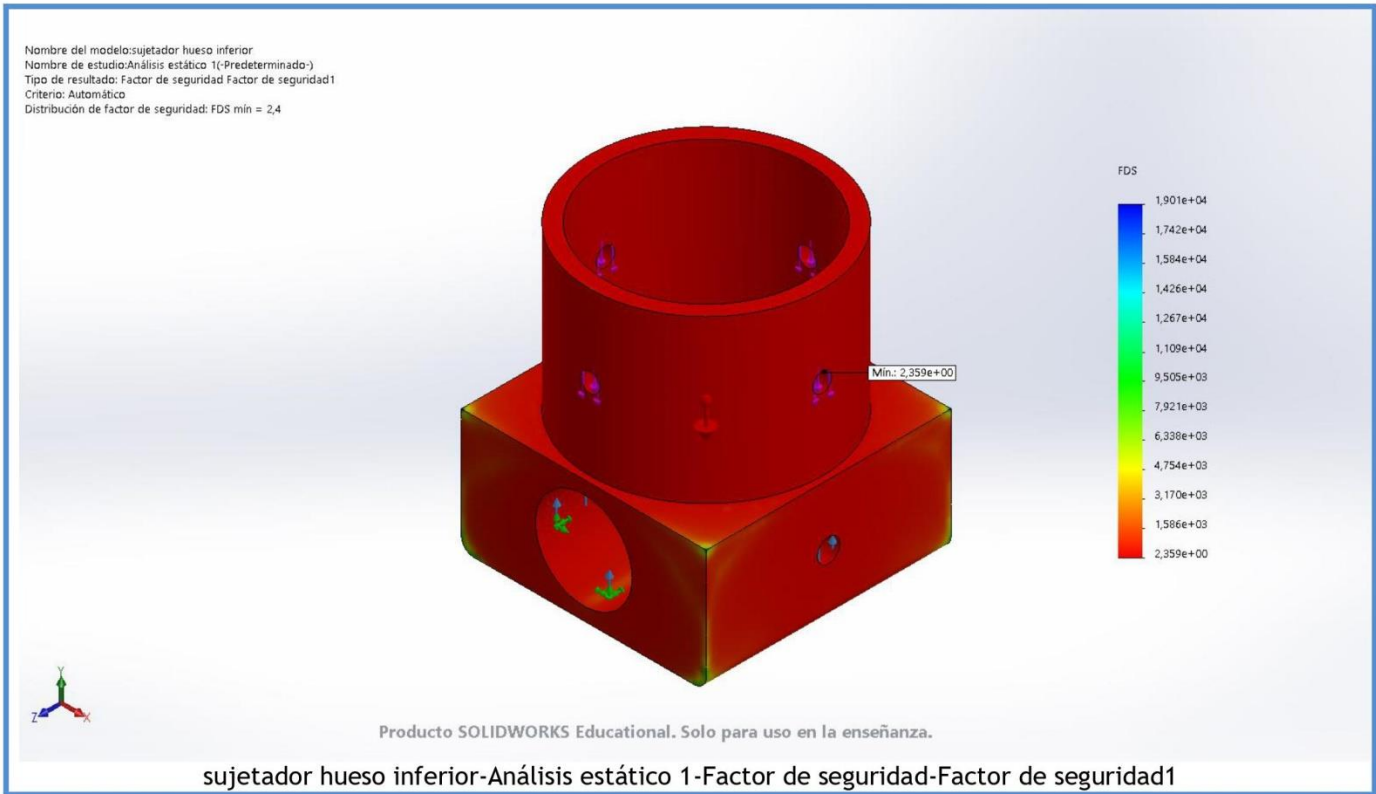 Nombre del modelo:sujetador hueso inferior
Nombre de estudio:Análisis estático 1(-Predeterminado-)
Tipo de resultado: Factor de seguridad Factor de seguridad1
Criterio: Automático
Distribución de factor de seguridad: FDS mín = 2,4
FDS
1,901e+04
1,742e+04
1,584e+04
1,426e+04
1,267e+04
1,109e+04
9,505e+03
7,921e+03
6,338e+03
4,754e+03
3,170e+03
1,586e+03
2,359e+00
Mín.: 2,359e+00
Y
Z
X
Producto SOLIDWORKS Educational. Solo para uso en la enseñanza.
sujetador hueso inferior-Análisis estático 1-Factor de seguridad-Factor de seguridad1